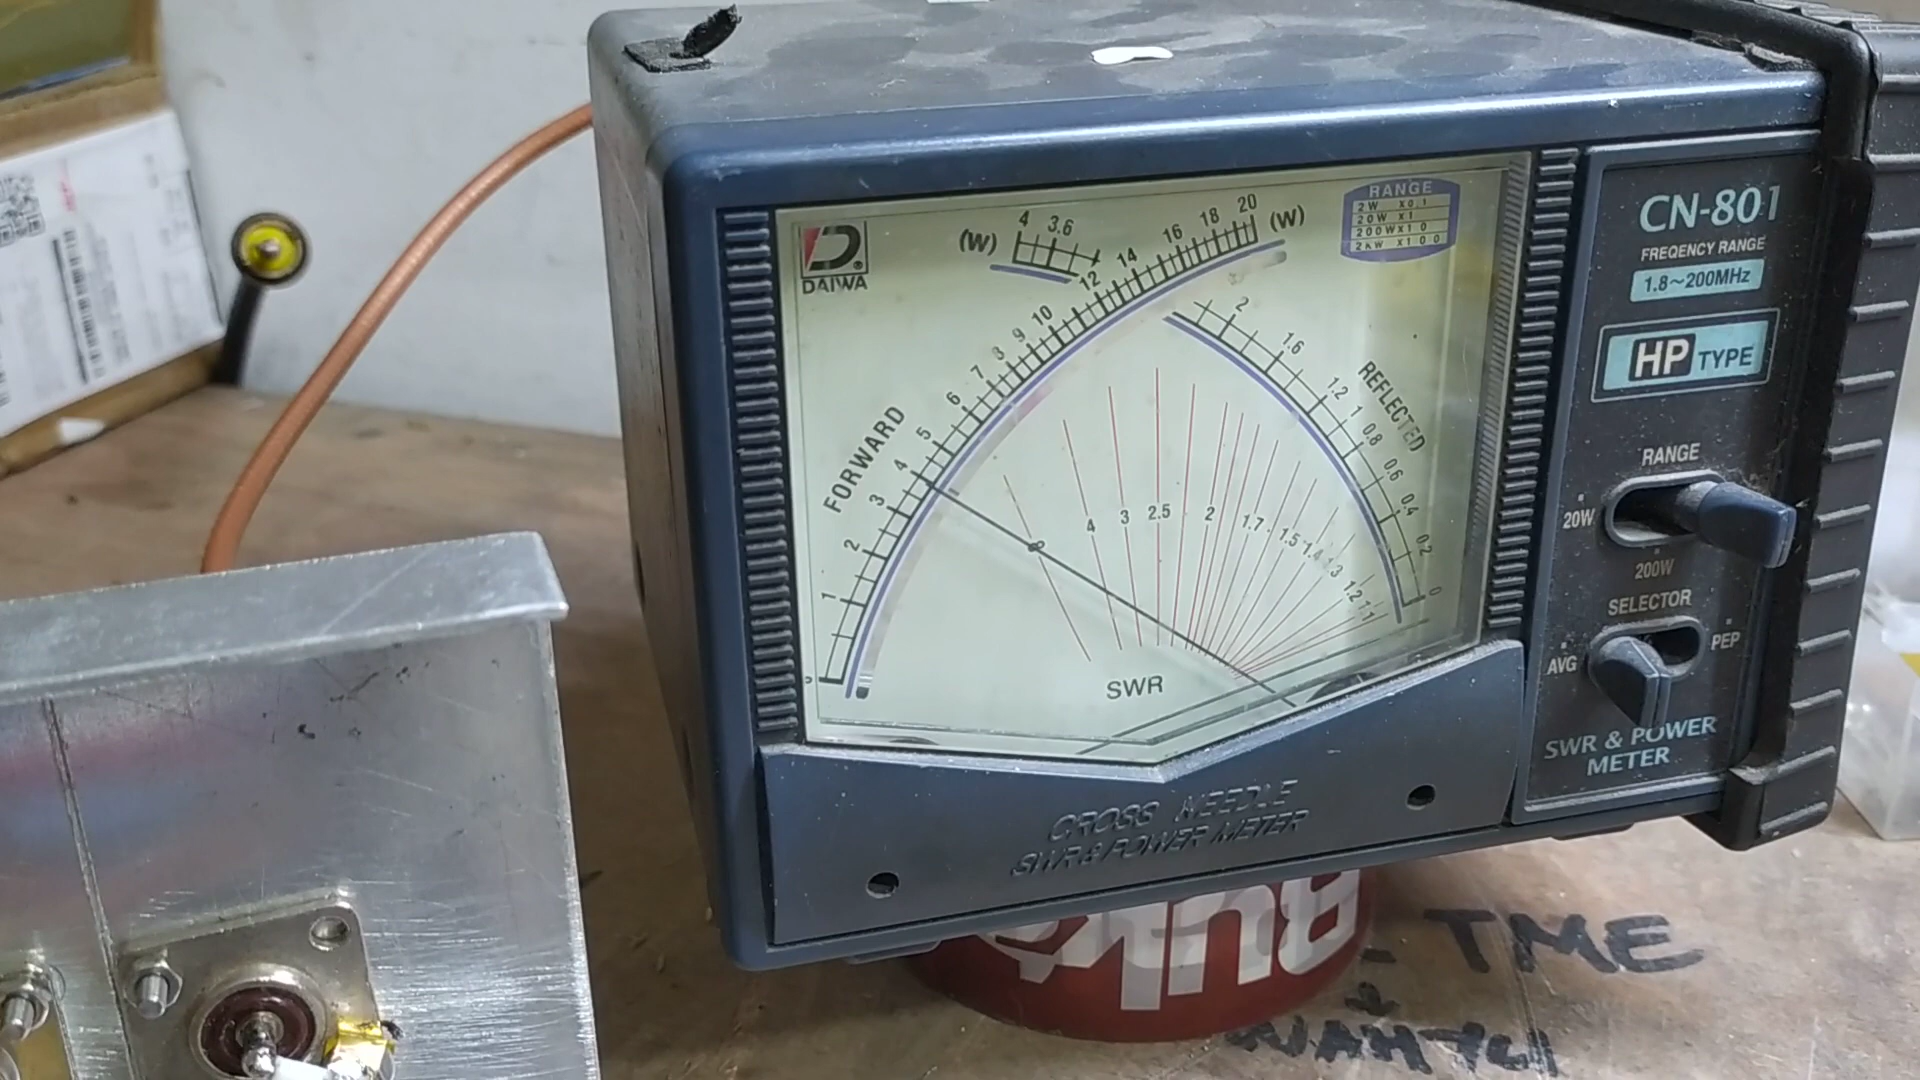 DAIWA
(W)
4 3.6
(W)
FORWARD
0 1 2 3 4 5 6 7 8 9 10 12 14 16 18 20
RANGE
2W X0.1
20W X1
200W X10
2KW X100
REFLECTED
2 1.6 1.2 1 0.8 0.6 0.4 0.2 0
∞ 4 3 2.5 2 1.7 1.5 1.4 1.3 1.2 1.1
SWR
CROSS NEEDLE
SWR & POWER METER
CN-801
FREQENCY RANGE
1.8~200MHz
HP TYPE
RANGE
20W
200W
SELECTOR
AVG
PEP
SWR & POWER
METER
TME